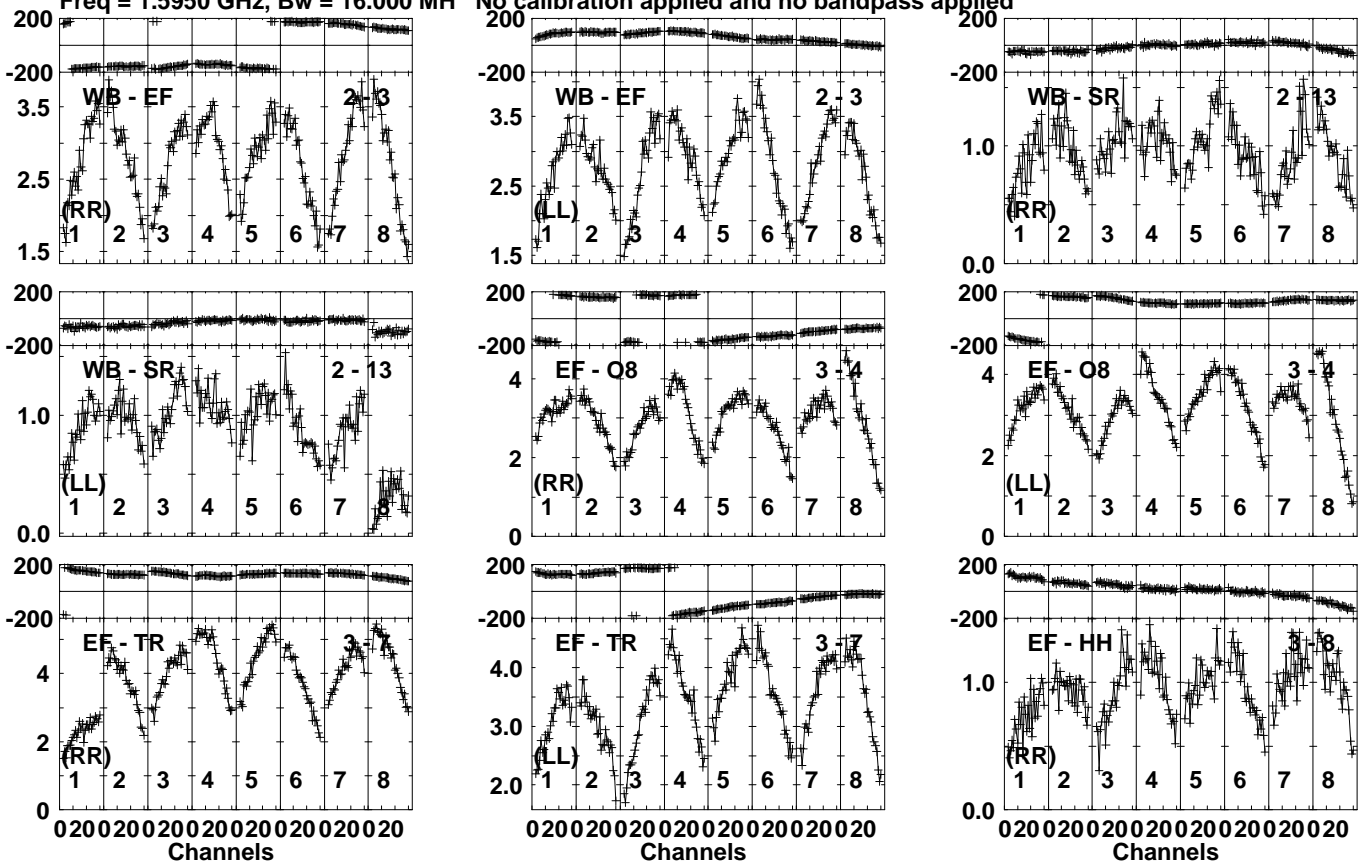 Freq = 1.5950 GHz, Bw = 16.000 MH No calibration applied and no bandpass applied
200 200 200
-200 -200 -200
WB - EF 2 - 3 WB - EF 2 - 3 WB - SR 2 - 13
3.5 3.5
1.0
2.5 2.5
(RR) (LL) (RR)
1 2 3 4 5 6 7 8 1 2 3 4 5 6 7 8 1 2 3 4 5 6 7 8
1.5 1.5 0.0
200 200 200
-200 -200 -200
WB - SR 2 - 13 EF - O8 3 - 4 EF - O8 3 - 4
4 4
1.0
2 2
(LL) (RR) (LL)
1 2 3 4 5 6 7 8 1 2 3 4 5 6 7 8 1 2 3 4 5 6 7 8
0.0 0 0
200 200 200
-200 -200 -200
EF - TR 3 - 7 EF - TR 3 - 7 EF - HH 3 - 8
4 4.0 1.0
3.0
2
(RR) (LL) (RR)
1 2 3 4 5 6 7 8 1 2 3 4 5 6 7 8 1 2 3 4 5 6 7 8
2.0
0 0.0
0 20 0 20 0 20 0 20 0 20 0 20 0 20 0 20 0 20 0 20 0 20 0 20 0 20 0 20 0 20 0 20 0 20 0 20 0 20 0 20 0 20 0 20 0 20 0 20
Channels Channels Channels